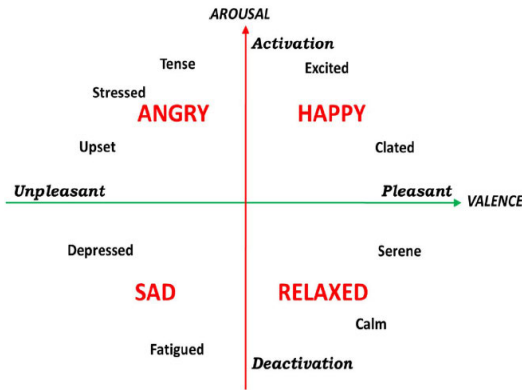 AROUSAL
Activation
Tense
Excited
Stressed
ANGRY
HAPPY
Upset
Clated
Unpleasant
Pleasant
VALENCE
Depressed
Serene
SAD
RELAXED
Calm
Fatigued
Deactivation